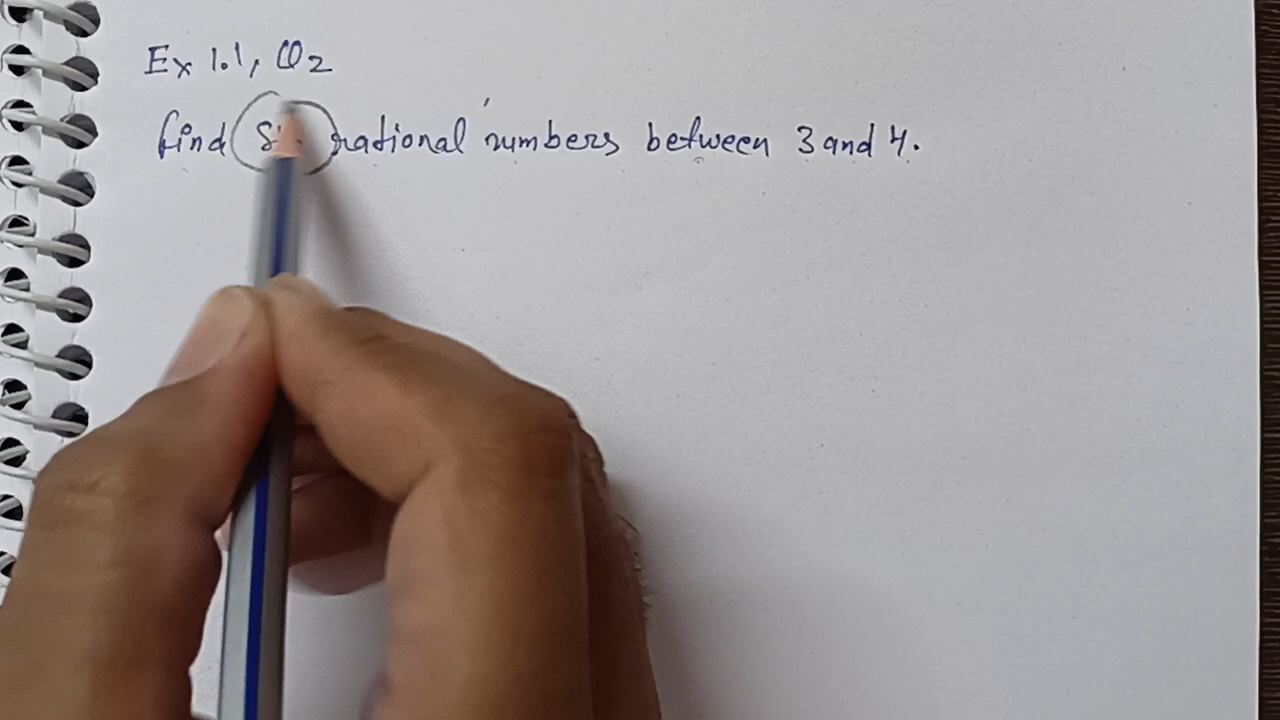 Ex 1.1, Q2
find rational numbers between 3 and 4.